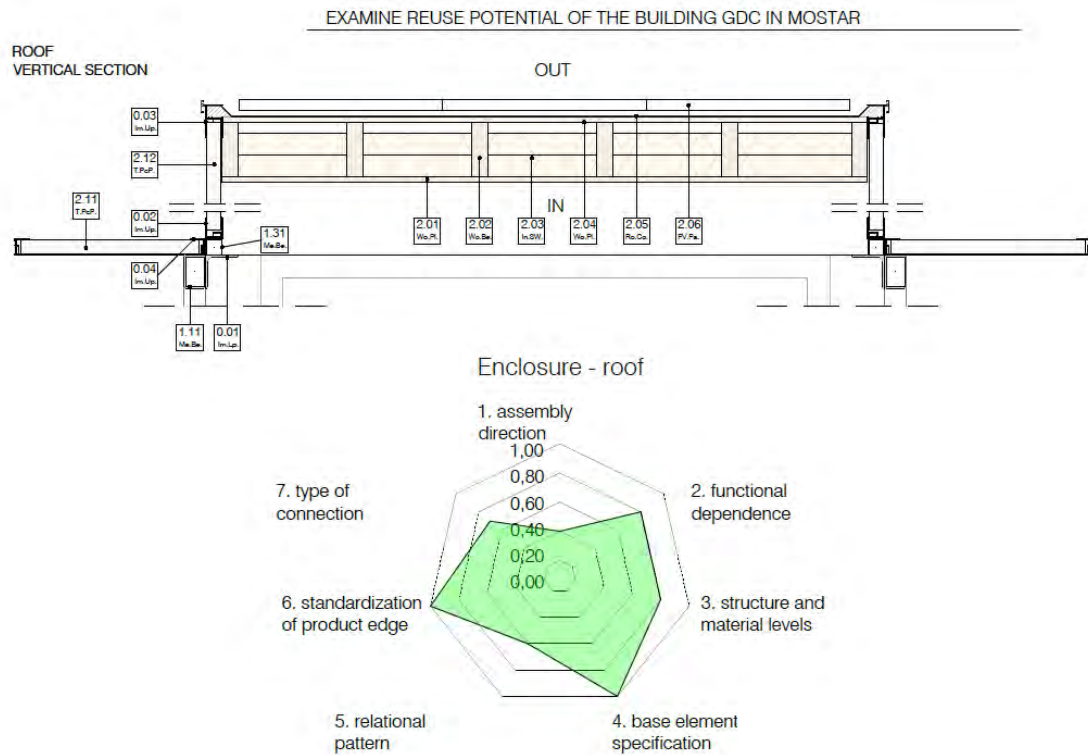 EXAMINE REUSE POTENTIAL OF THE BUILDING GDC IN MOSTAR
ROOF
VERTICAL SECTION
OUT
0.03
Im.Up.
2.12
T.PcP.
2.11
T.PcP.
0.02
Im.Up.
IN
1.31
Me.Be.
2.01
Wo.Pl.
2.02
Wo.Be.
2.03
In.SW.
2.04
Wo.Pl.
2.05
Ro.Co.
2.06
PV.Pa.
0.04
Im.Up.
1.11
Me.Be.
0.01
Im.Lp.
Enclosure - roof
1. assembly
direction
1,00
0,80
0,60
0,40
0,20
0,00
2. functional
dependence
3. structure and
material levels
4. base element
specification
5. relational
pattern
6. standardization
of product edge
7. type of
connection